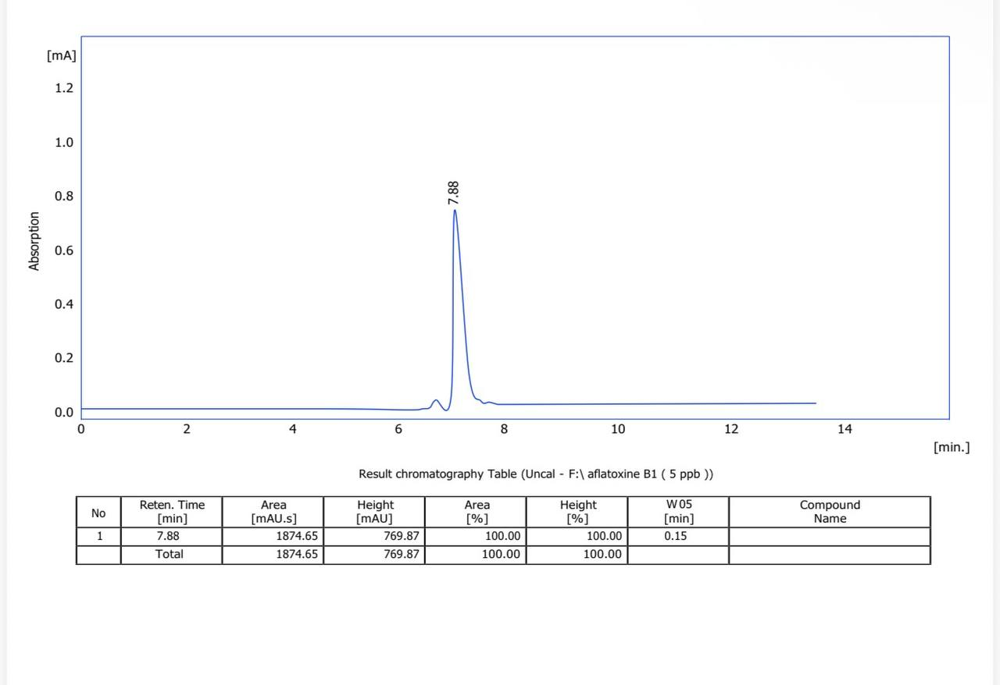 [mA]
1.2
1.0
0.8
0.6
0.4
0.2
0.0
Absorption
7.88
0 2 4 6 8 10 12 14
[min.]
Result chromatography Table (Uncal - F:\ aflatoxine B1 ( 5 ppb ))
No Reten. Time [min] Area [mAU.s] Height [mAU] Area [%] Height [%] W05 [min] Compound Name
1 7.88 1874.65 769.87 100.00 100.00 0.15
Total 1874.65 769.87 100.00 100.00